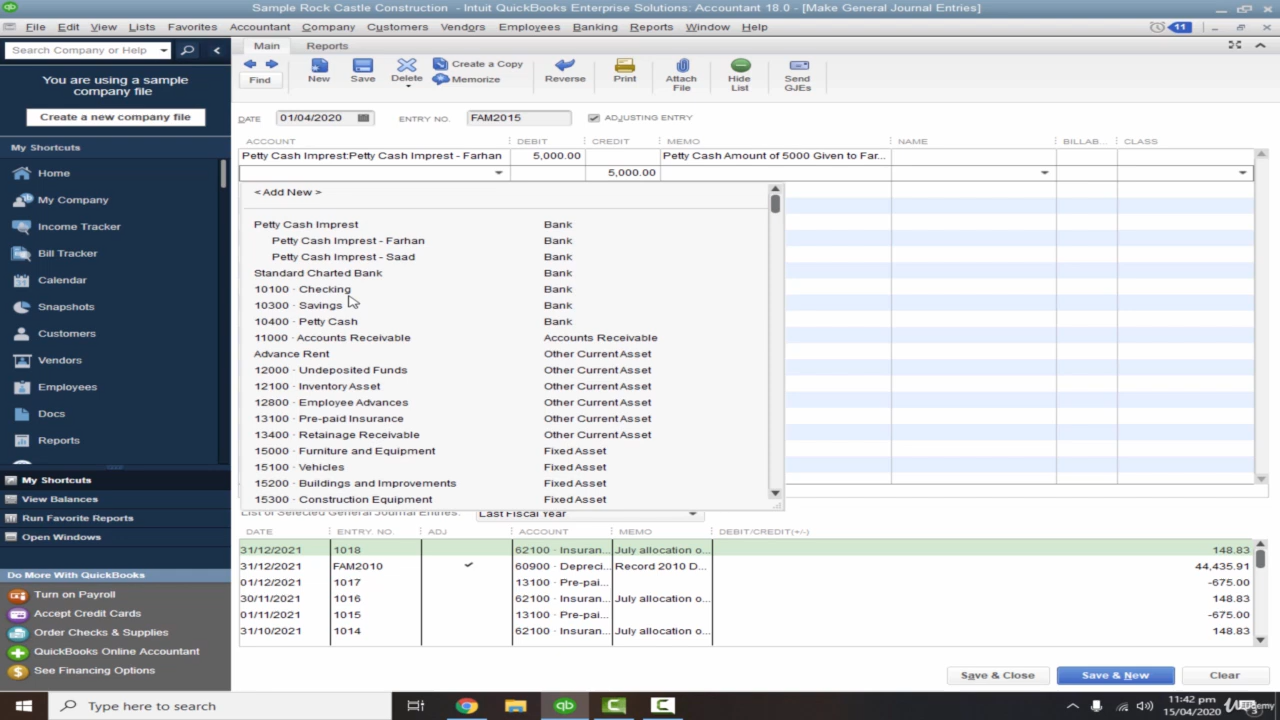 Sample Rock Castle Construction - Intuit QuickBooks Enterprise Solutions: Accountant 18.0 - [Make General Journal Entries]
File Edit View Lists Favorites Accountant Company Customers Vendors Employees Banking Reports Window Help 11
Search Company or Help
Main Reports
You are using a sample
company file
Create a new company file
Find New Save Delete Create a Copy
Memorize Reverse Print Attach
File Hide
List Send
GJEs
DATE 01/04/2020 ENTRY NO. FAM2015 ADJUSTING ENTRY
ACCOUNT DEBIT CREDIT MEMO NAME BILLAB... CLASS
Petty Cash Imprest:Petty Cash Imprest - Farhan 5,000.00 Petty Cash Amount of 5000 Given to Far...
5,000.00
< Add New >
Petty Cash Imprest Bank
Petty Cash Imprest - Farhan Bank
Petty Cash Imprest - Saad Bank
Standard Charted Bank Bank
10100 · Checking Bank
10300 · Savings Bank
10400 · Petty Cash Bank
11000 · Accounts Receivable Accounts Receivable
Advance Rent Other Current Asset
12000 · Undeposited Funds Other Current Asset
12100 · Inventory Asset Other Current Asset
12800 · Employee Advances Other Current Asset
13100 · Pre-paid Insurance Other Current Asset
13400 · Retainage Receivable Other Current Asset
15000 · Furniture and Equipment Fixed Asset
15100 · Vehicles Fixed Asset
15200 · Buildings and Improvements Fixed Asset
15300 · Construction Equipment Fixed Asset
My Shortcuts
Home
My Company
Income Tracker
Bill Tracker
Calendar
Snapshots
Customers
Vendors
Employees
Docs
Reports
My Shortcuts
View Balances
Run Favorite Reports
Open Windows
Do More With QuickBooks
Turn on Payroll
Accept Credit Cards
Order Checks & Supplies
QuickBooks Online Accountant
See Financing Options
List of Selected General Journal Entries: Last Fiscal Year
DATE ENTRY. NO. ADJ ACCOUNT MEMO DEBIT/CREDIT(+/-)
31/12/2021 1018 62100 · Insuran... July allocation o... 148.83
31/12/2021 FAM2010 60900 · Depreci... Record 2010 D... 44,435.91
01/12/2021 1017 13100 · Pre-pai... -675.00
30/11/2021 1016 62100 · Insuran... July allocation o... 148.83
01/11/2021 1015 13100 · Pre-pai... -675.00
31/10/2021 1014 62100 · Insuran... July allocation o... 148.83
Save & Close Save & New Clear
Type here to search
11:42 pm
15/04/2020